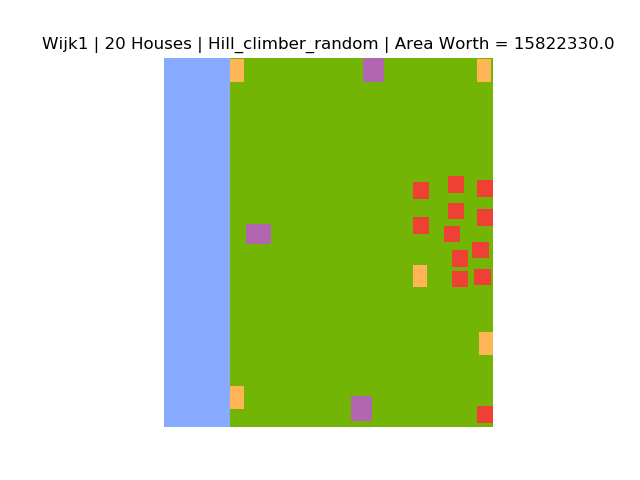 Wijk1 | 20 Houses | Hill_climber_random | Area Worth = 15822330.0